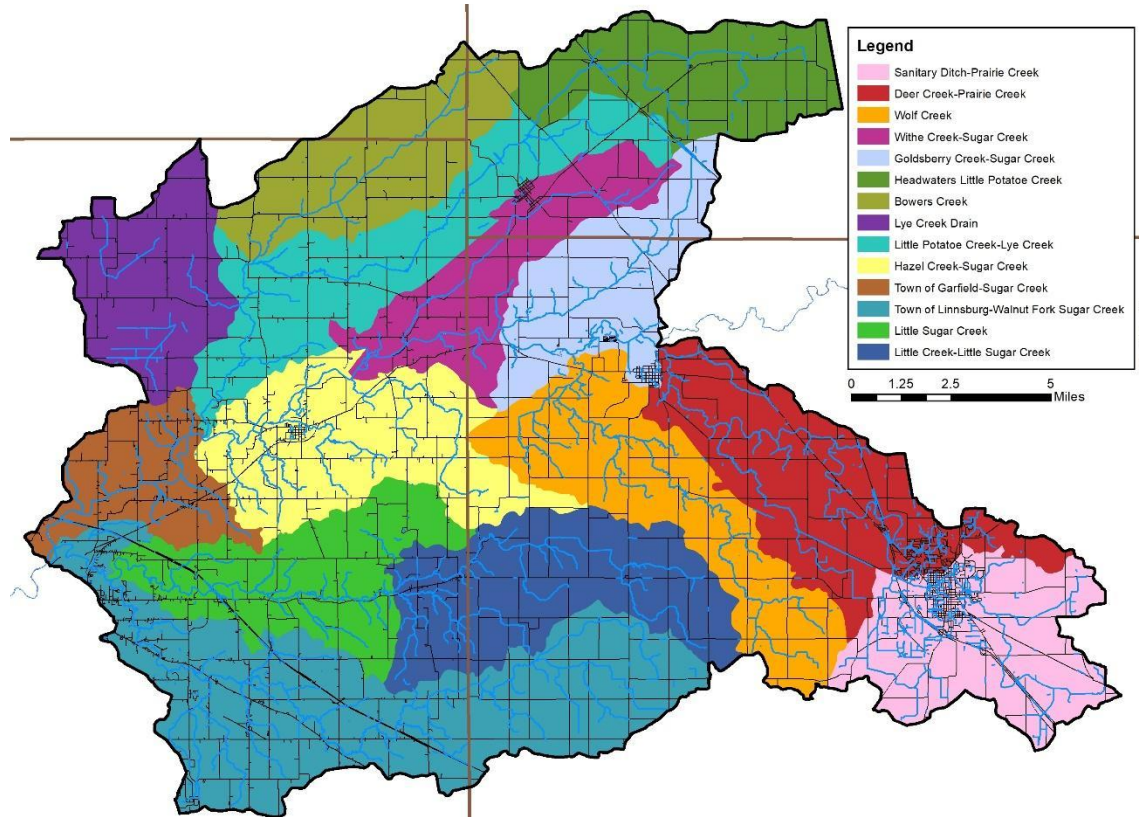 Legend
Sanitary Ditch-Prairie Creek
Deer Creek-Prairie Creek
Wolf Creek
Withe Creek-Sugar Creek
Goldsberry Creek-Sugar Creek
Headwaters Little Potatoe Creek
Bowers Creek
Lye Creek Drain
Little Potatoe Creek-Lye Creek
Hazel Creek-Sugar Creek
Town of Garfield-Sugar Creek
Town of Linnsburg-Walnut Fork Sugar Creek
Little Sugar Creek
Little Creek-Little Sugar Creek
0 1.25 2.5 5
Miles